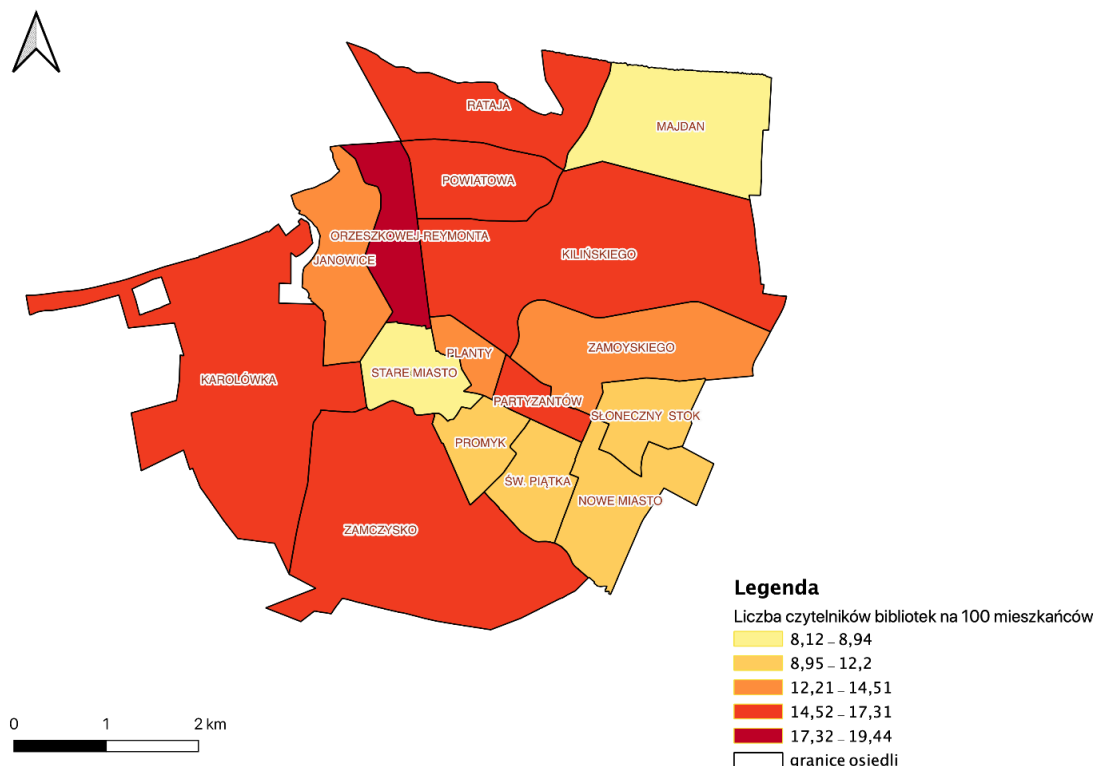 RATAJA
MAJDAN
POWIATOWA
ORZESZKOWEJ-REYMONTA
KILIŃSKIEGO
JANOWICE
ZAMOYSKIEGO
PLANTY
STARE MIASTO
KAROLÓWKA
PARTYZANTÓW
SŁONECZNY STOK
PROMYK
ŚW. PIĄTKA
NOWE MIASTO
ZAMCZYSKO
Legenda
Liczba czytelników bibliotek na 100 mieszkańców
8,12 – 8,94
8,95 – 12,2
12,21 – 14,51
14,52 – 17,31
17,32 – 19,44
granice osiedli
0 1 2 km